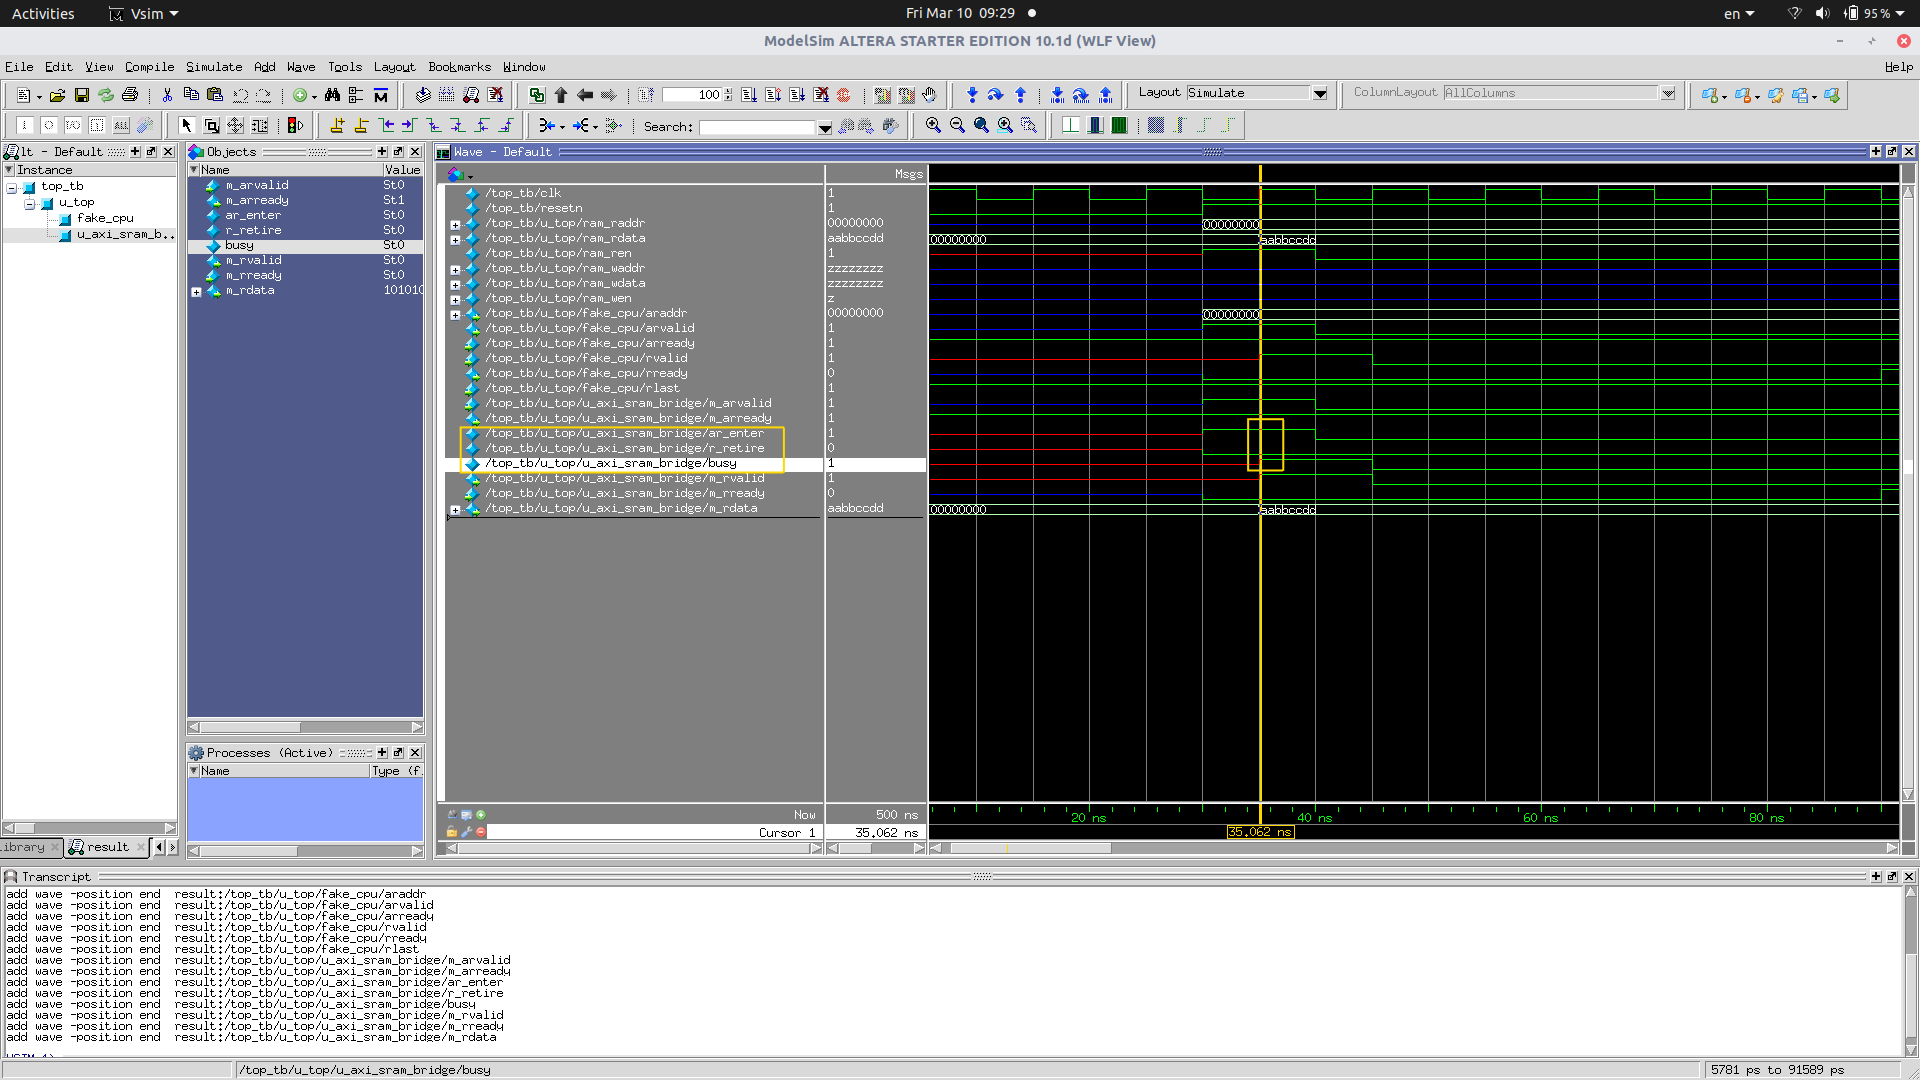 Activities Vsim Fri Mar 10 09:29 en 95 %
ModelSim ALTERA STARTER EDITION 10.1d (WLF View)
File Edit View Compile Simulate Add Wave Tools Layout Bookmarks Window Help
100 Layout Simulate ColumnLayout AllColumns
Search:
lt - Default
Instance
top_tb
u_top
fake_cpu
u_axi_sram_b..
Library result
Objects
Name Value
m_arvalid St0
m_arready St1
ar_enter St0
r_retire St0
busy St0
m_rvalid St0
m_rready St0
m_rdata 101010
Processes (Active)
Name Type (f.
Wave - Default
Msgs
/top_tb/clk 1
/top_tb/resetn 1
/top_tb/u_top/ram_raddr 00000000 00000000
/top_tb/u_top/ram_rdata aabbccdd 00000000 aabbccdd
/top_tb/u_top/ram_ren 1
/top_tb/u_top/ram_waddr zzzzzzzz
/top_tb/u_top/ram_wdata zzzzzzzz
/top_tb/u_top/ram_wen z
/top_tb/u_top/fake_cpu/araddr 00000000 00000000
/top_tb/u_top/fake_cpu/arvalid 1
/top_tb/u_top/fake_cpu/arready 1
/top_tb/u_top/fake_cpu/rvalid 1
/top_tb/u_top/fake_cpu/rready 0
/top_tb/u_top/fake_cpu/rlast 1
/top_tb/u_top/u_axi_sram_bridge/m_arvalid 1
/top_tb/u_top/u_axi_sram_bridge/m_arready 1
/top_tb/u_top/u_axi_sram_bridge/ar_enter 1
/top_tb/u_top/u_axi_sram_bridge/r_retire 0
/top_tb/u_top/u_axi_sram_bridge/busy 1
/top_tb/u_top/u_axi_sram_bridge/m_rvalid 1
/top_tb/u_top/u_axi_sram_bridge/m_rready 0
/top_tb/u_top/u_axi_sram_bridge/m_rdata aabbccdd 00000000 aabbccdd
Now 500 ns 20 ns 40 ns 60 ns 80 ns
Cursor 1 35.062 ns 35.062 ns
Transcript
add wave -position end result:/top_tb/u_top/fake_cpu/araddr
add wave -position end result:/top_tb/u_top/fake_cpu/arvalid
add wave -position end result:/top_tb/u_top/fake_cpu/arready
add wave -position end result:/top_tb/u_top/fake_cpu/rvalid
add wave -position end result:/top_tb/u_top/fake_cpu/rready
add wave -position end result:/top_tb/u_top/fake_cpu/rlast
add wave -position end result:/top_tb/u_top/u_axi_sram_bridge/m_arvalid
add wave -position end result:/top_tb/u_top/u_axi_sram_bridge/m_arready
add wave -position end result:/top_tb/u_top/u_axi_sram_bridge/ar_enter
add wave -position end result:/top_tb/u_top/u_axi_sram_bridge/r_retire
add wave -position end result:/top_tb/u_top/u_axi_sram_bridge/busy
add wave -position end result:/top_tb/u_top/u_axi_sram_bridge/m_rvalid
add wave -position end result:/top_tb/u_top/u_axi_sram_bridge/m_rready
add wave -position end result:/top_tb/u_top/u_axi_sram_bridge/m_rdata
/top_tb/u_top/u_axi_sram_bridge/busy 5781 ps to 91589 ps